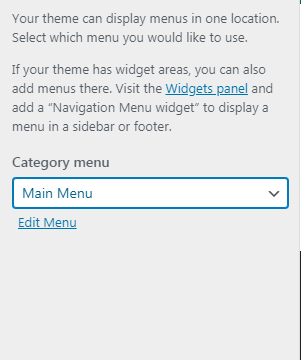 Your theme can display menus in one location.
Select which menu you would like to use.
If your theme has widget areas, you can also
add menus there. Visit the Widgets panel and
add a “Navigation Menu widget” to display a
menu in a sidebar or footer.
Category menu
Main Menu
Edit Menu